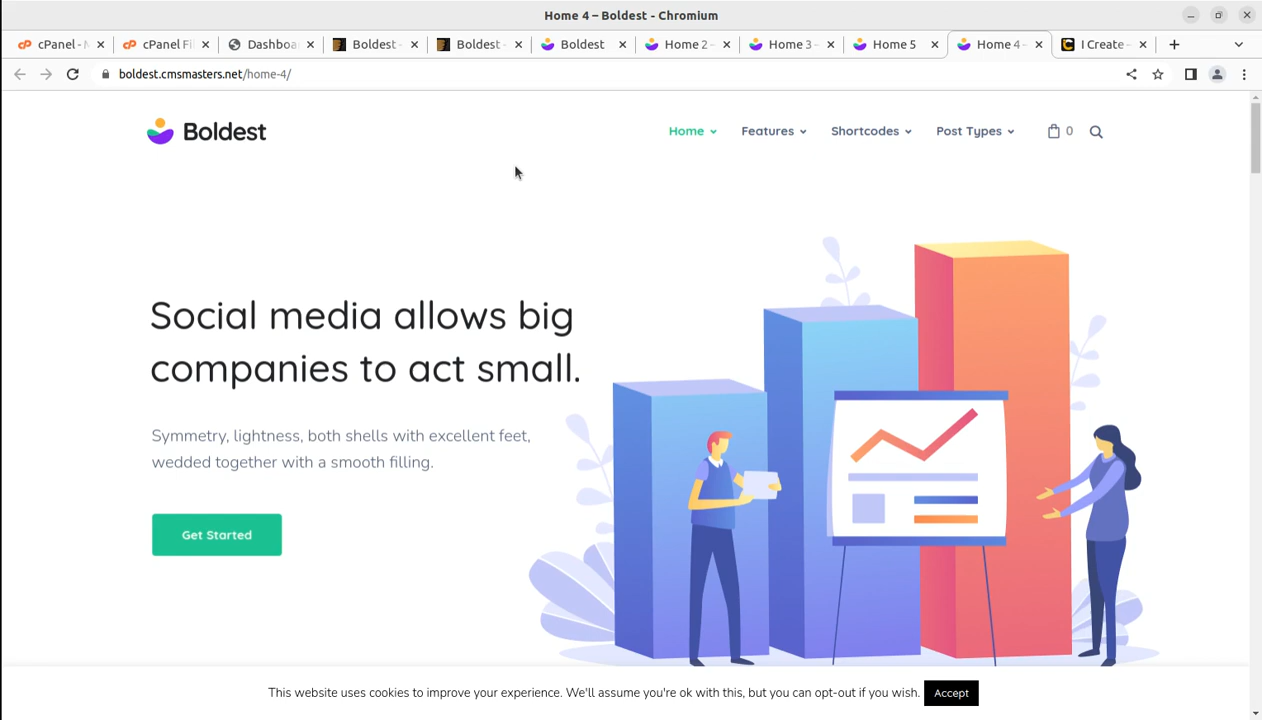 Home 4 – Boldest - Chromium
cPanel - M
cPanel Fi
Dashboa
Boldest -
Boldest -
Boldest
Home 2 -
Home 3 -
Home 5
Home 4 -
I Create -
boldest.cmsmasters.net/home-4/
Boldest
Home
Features
Shortcodes
Post Types
0
Social media allows big
companies to act small.
Symmetry, lightness, both shells with excellent feet,
wedded together with a smooth filling.
Get Started
This website uses cookies to improve your experience. We'll assume you're ok with this, but you can opt-out if you wish.
Accept